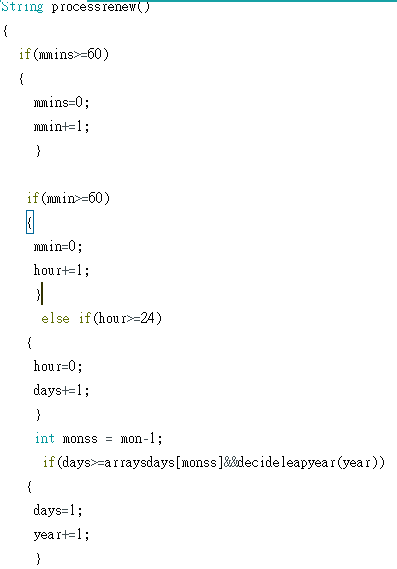 String processrenew()
{
if(mmins>=60)
{
mmins=0;
mmin+=1;
}
if(mmin>=60)
{
mmin=0;
hour+=1;
}
else if(hour>=24)
{
hour=0;
days+=1;
}
int monss = mon-1;
if(days>=arraysdays[monss]&&decideleapyear(year))
{
days=1;
year+=1;
}